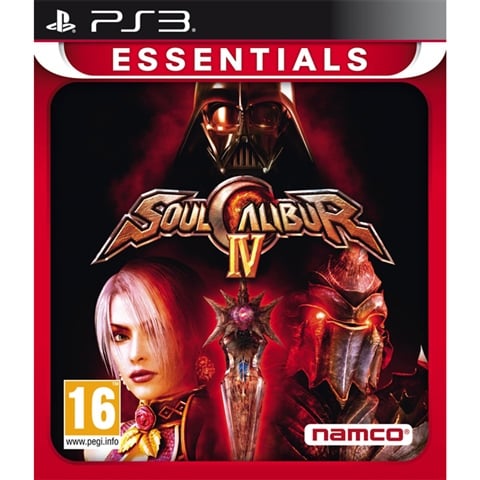 PS3
ESSENTIALS
SOULCALIBUR
IV
16
www.pegi.info
namco